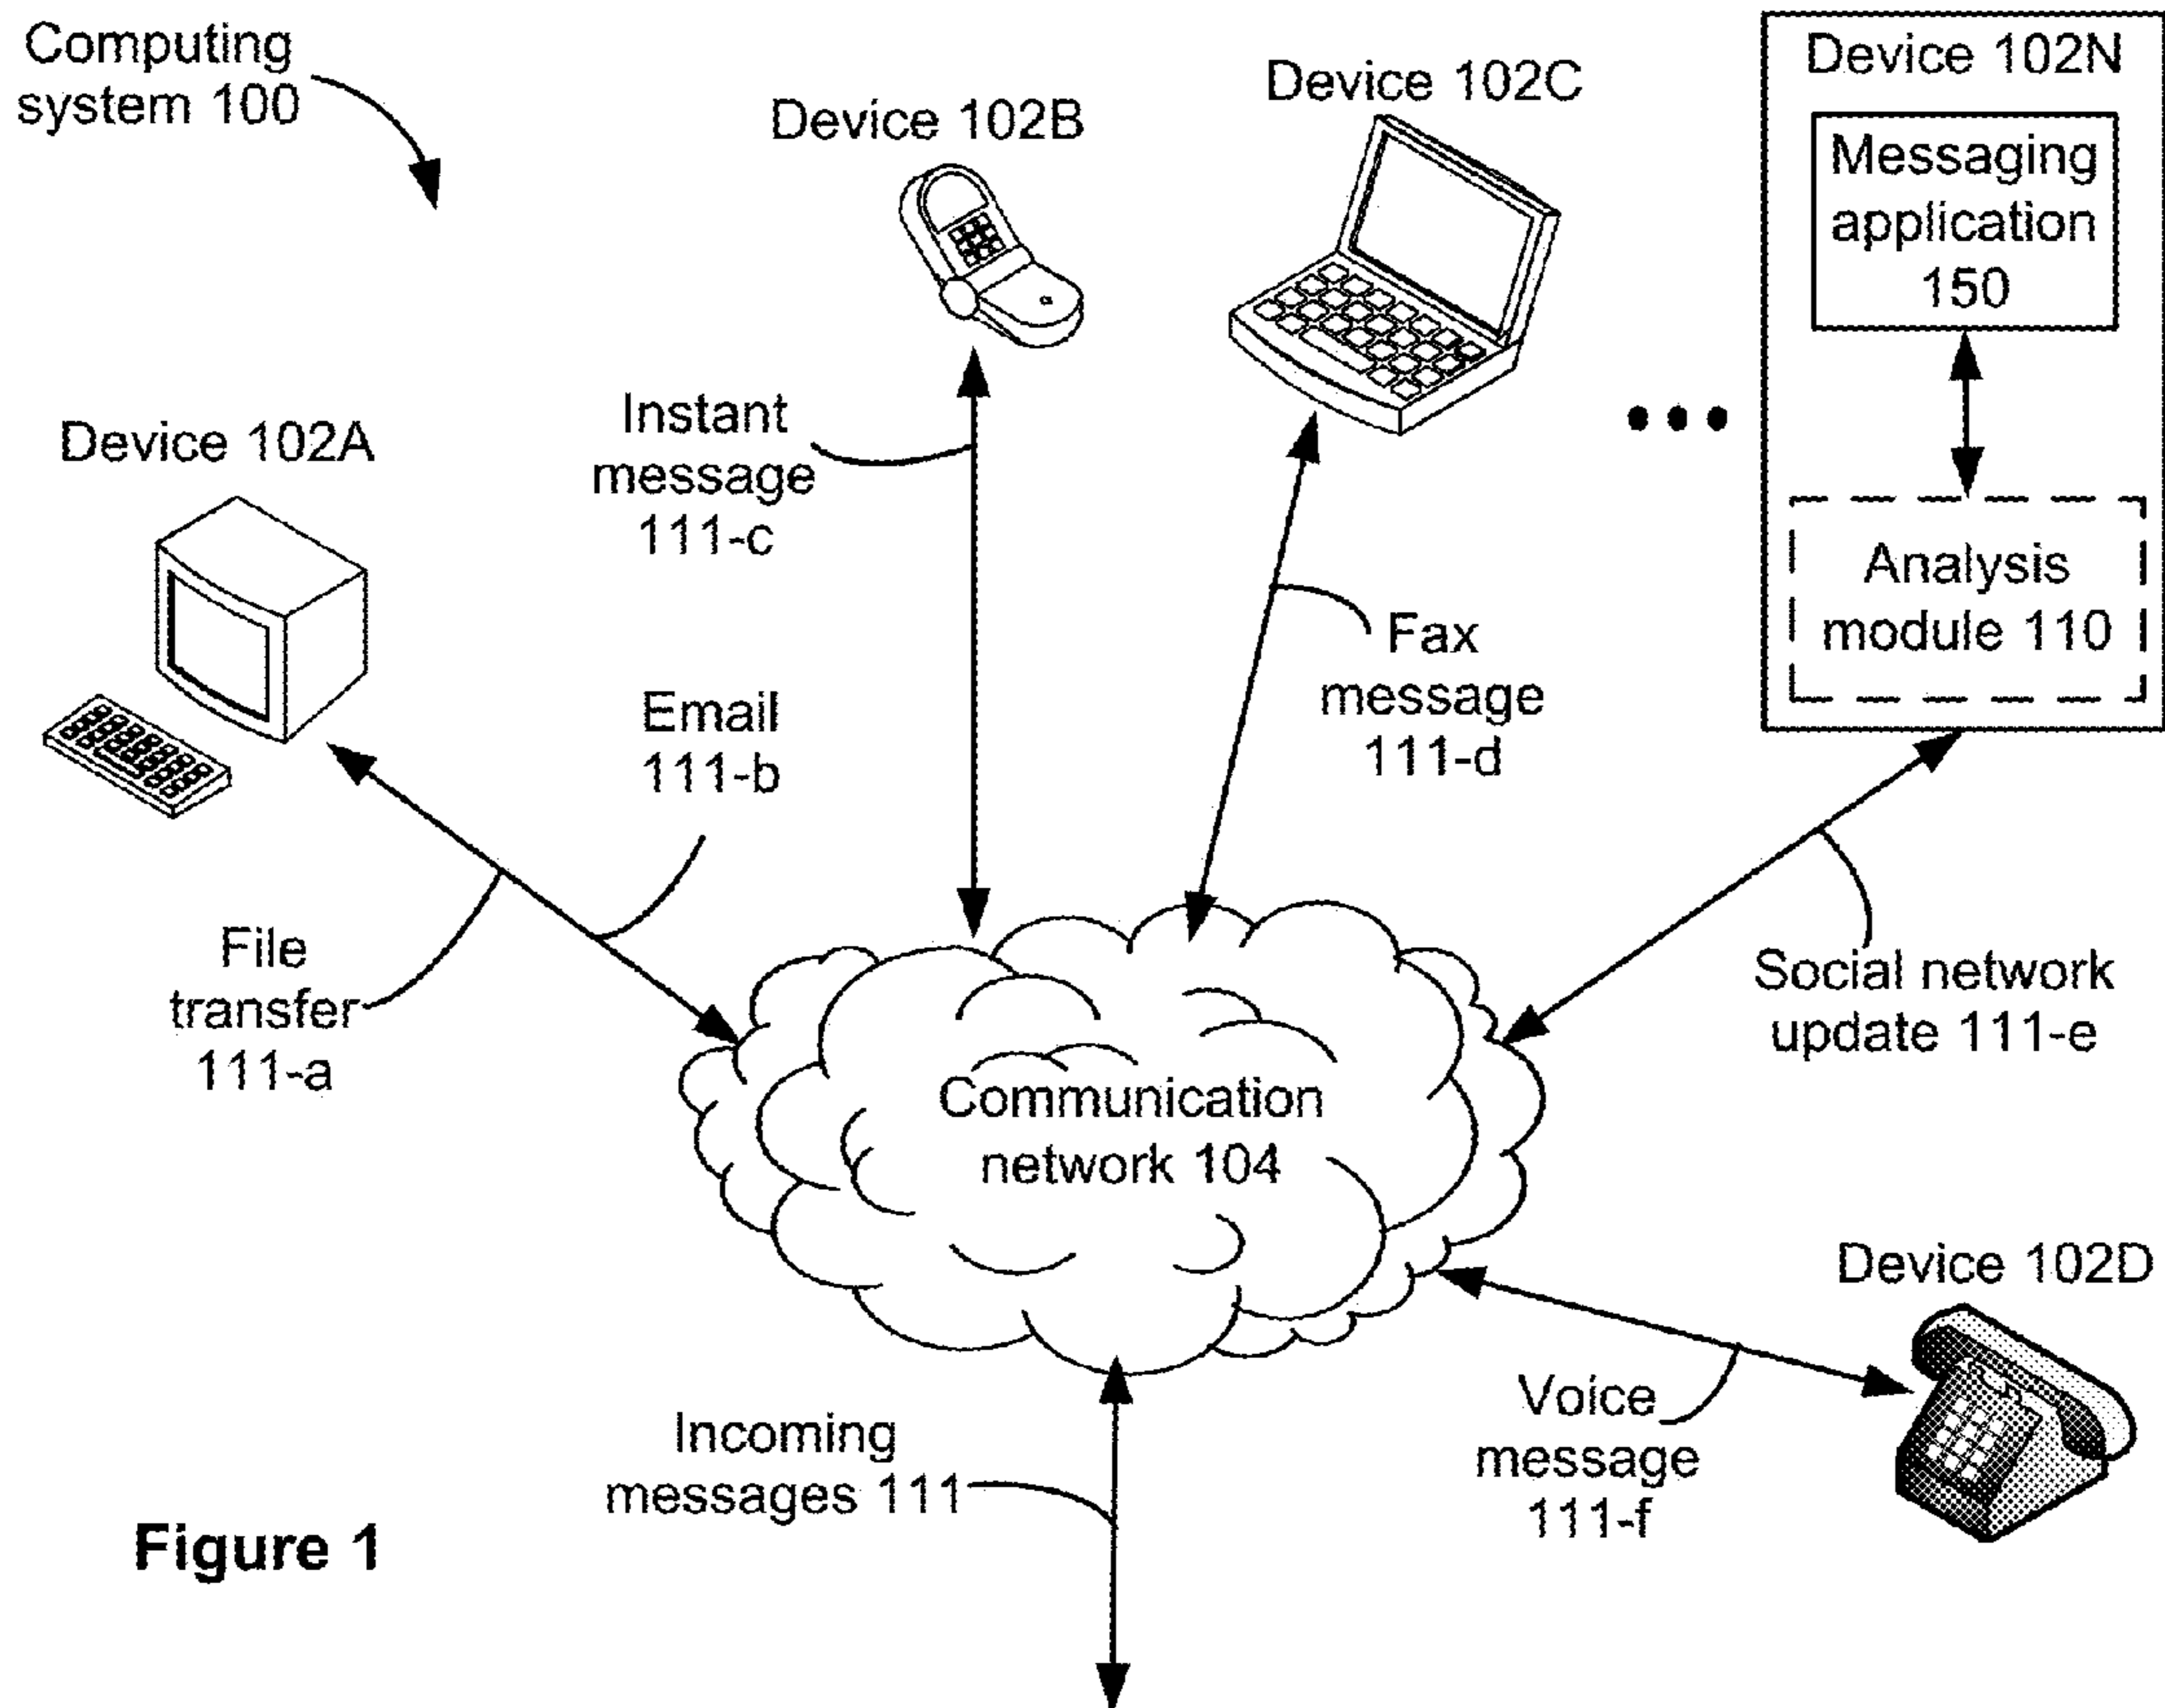 Computing
system 100
Device 102B
Device 102C
Device 102N
Messaging
application
150
Analysis
module 110
Device 102A
Instant
message
111-c
Fax
message
111-d
Email
111-b
File
transfer
111-a
Social network
update 111-e
Communication
network 104
Device 102D
Voice
message
111-f
Incoming
messages 111
Figure 1